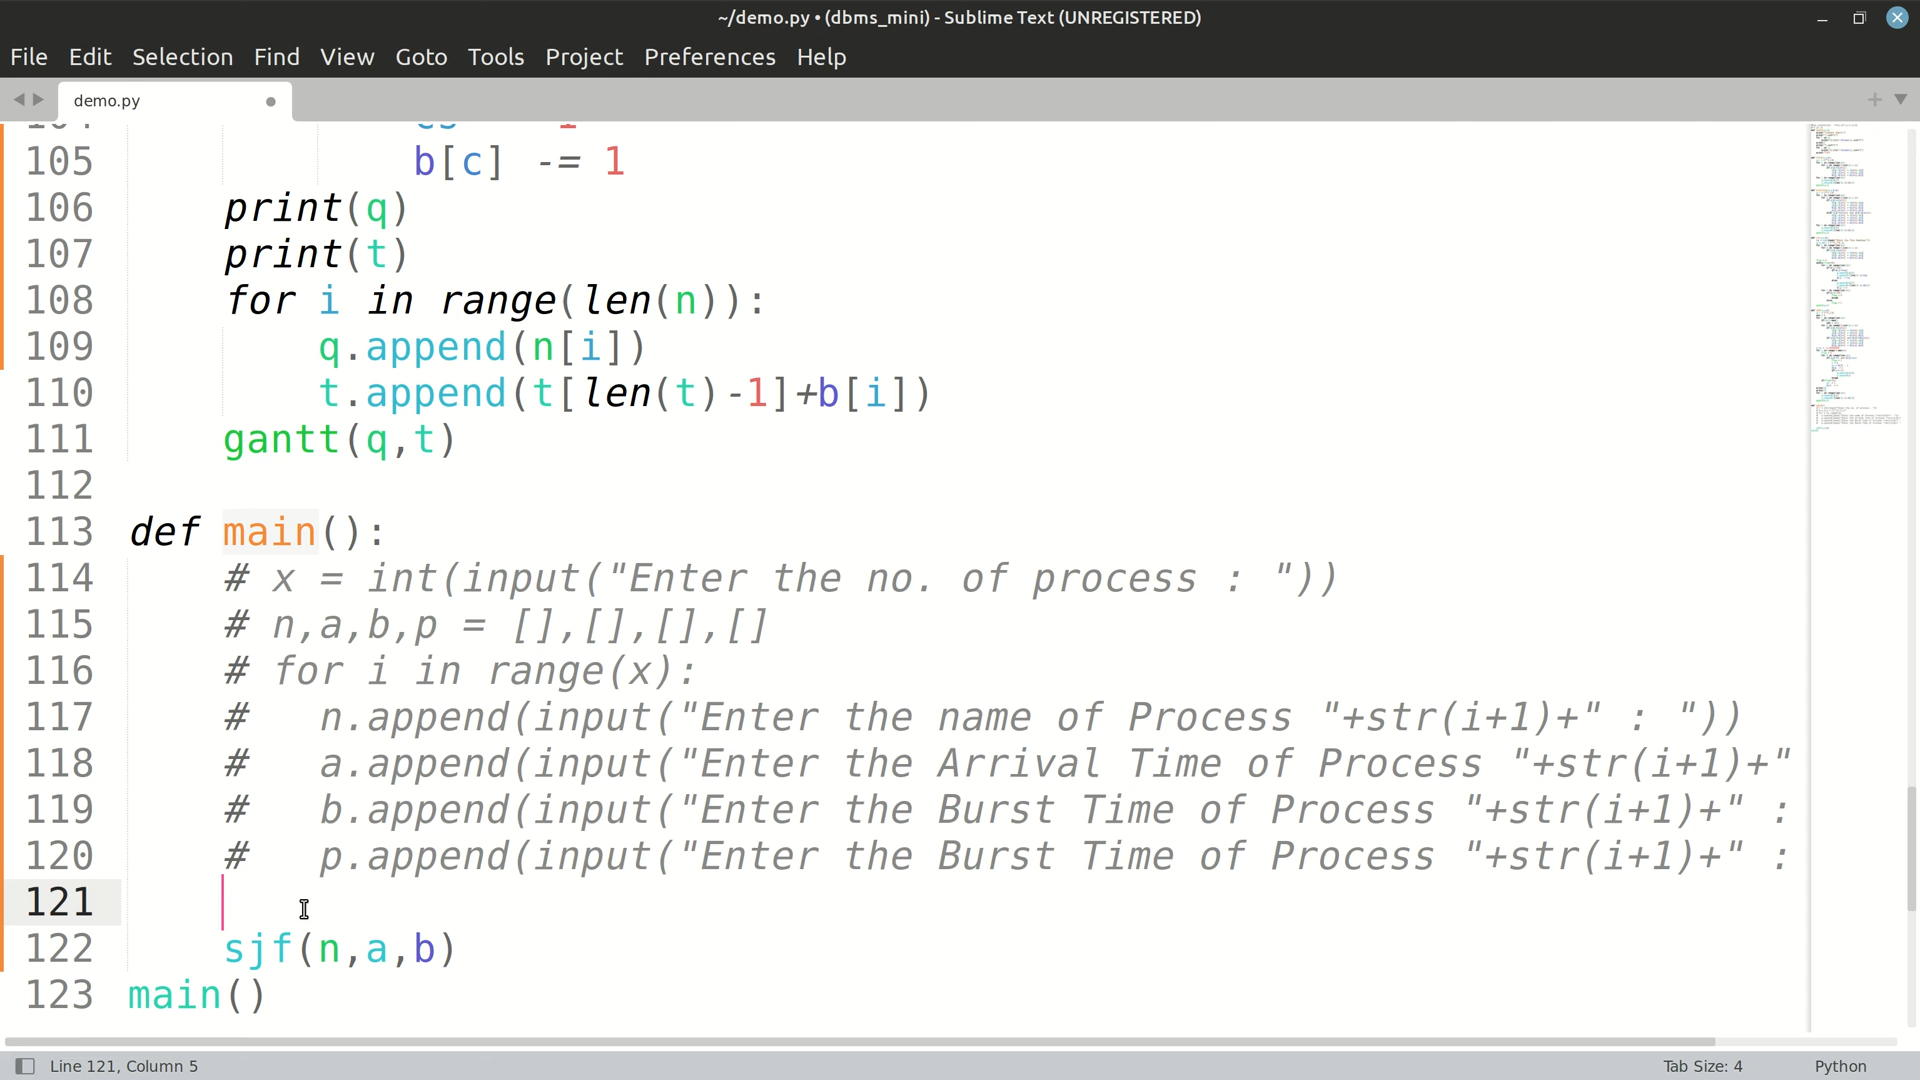 ~/demo.py • (dbms_mini) - Sublime Text (UNREGISTERED)
File Edit Selection Find View Goto Tools Project Preferences Help
demo.py
105 b[c] -= 1
106 print(q)
107 print(t)
108 for i in range(len(n)):
109 q.append(n[i])
110 t.append(t[len(t)-1]+b[i])
111 gantt(q,t)
112
113 def main():
114 # x = int(input("Enter the no. of process : "))
115 # n,a,b,p = [],[],[],[]
116 # for i in range(x):
117 # n.append(input("Enter the name of Process "+str(i+1)+" : "))
118 # a.append(input("Enter the Arrival Time of Process "+str(i+1)+"
119 # b.append(input("Enter the Burst Time of Process "+str(i+1)+" :
120 # p.append(input("Enter the Burst Time of Process "+str(i+1)+" :
121
122 sjf(n,a,b)
123 main()
Line 121, Column 5 Tab Size: 4 Python